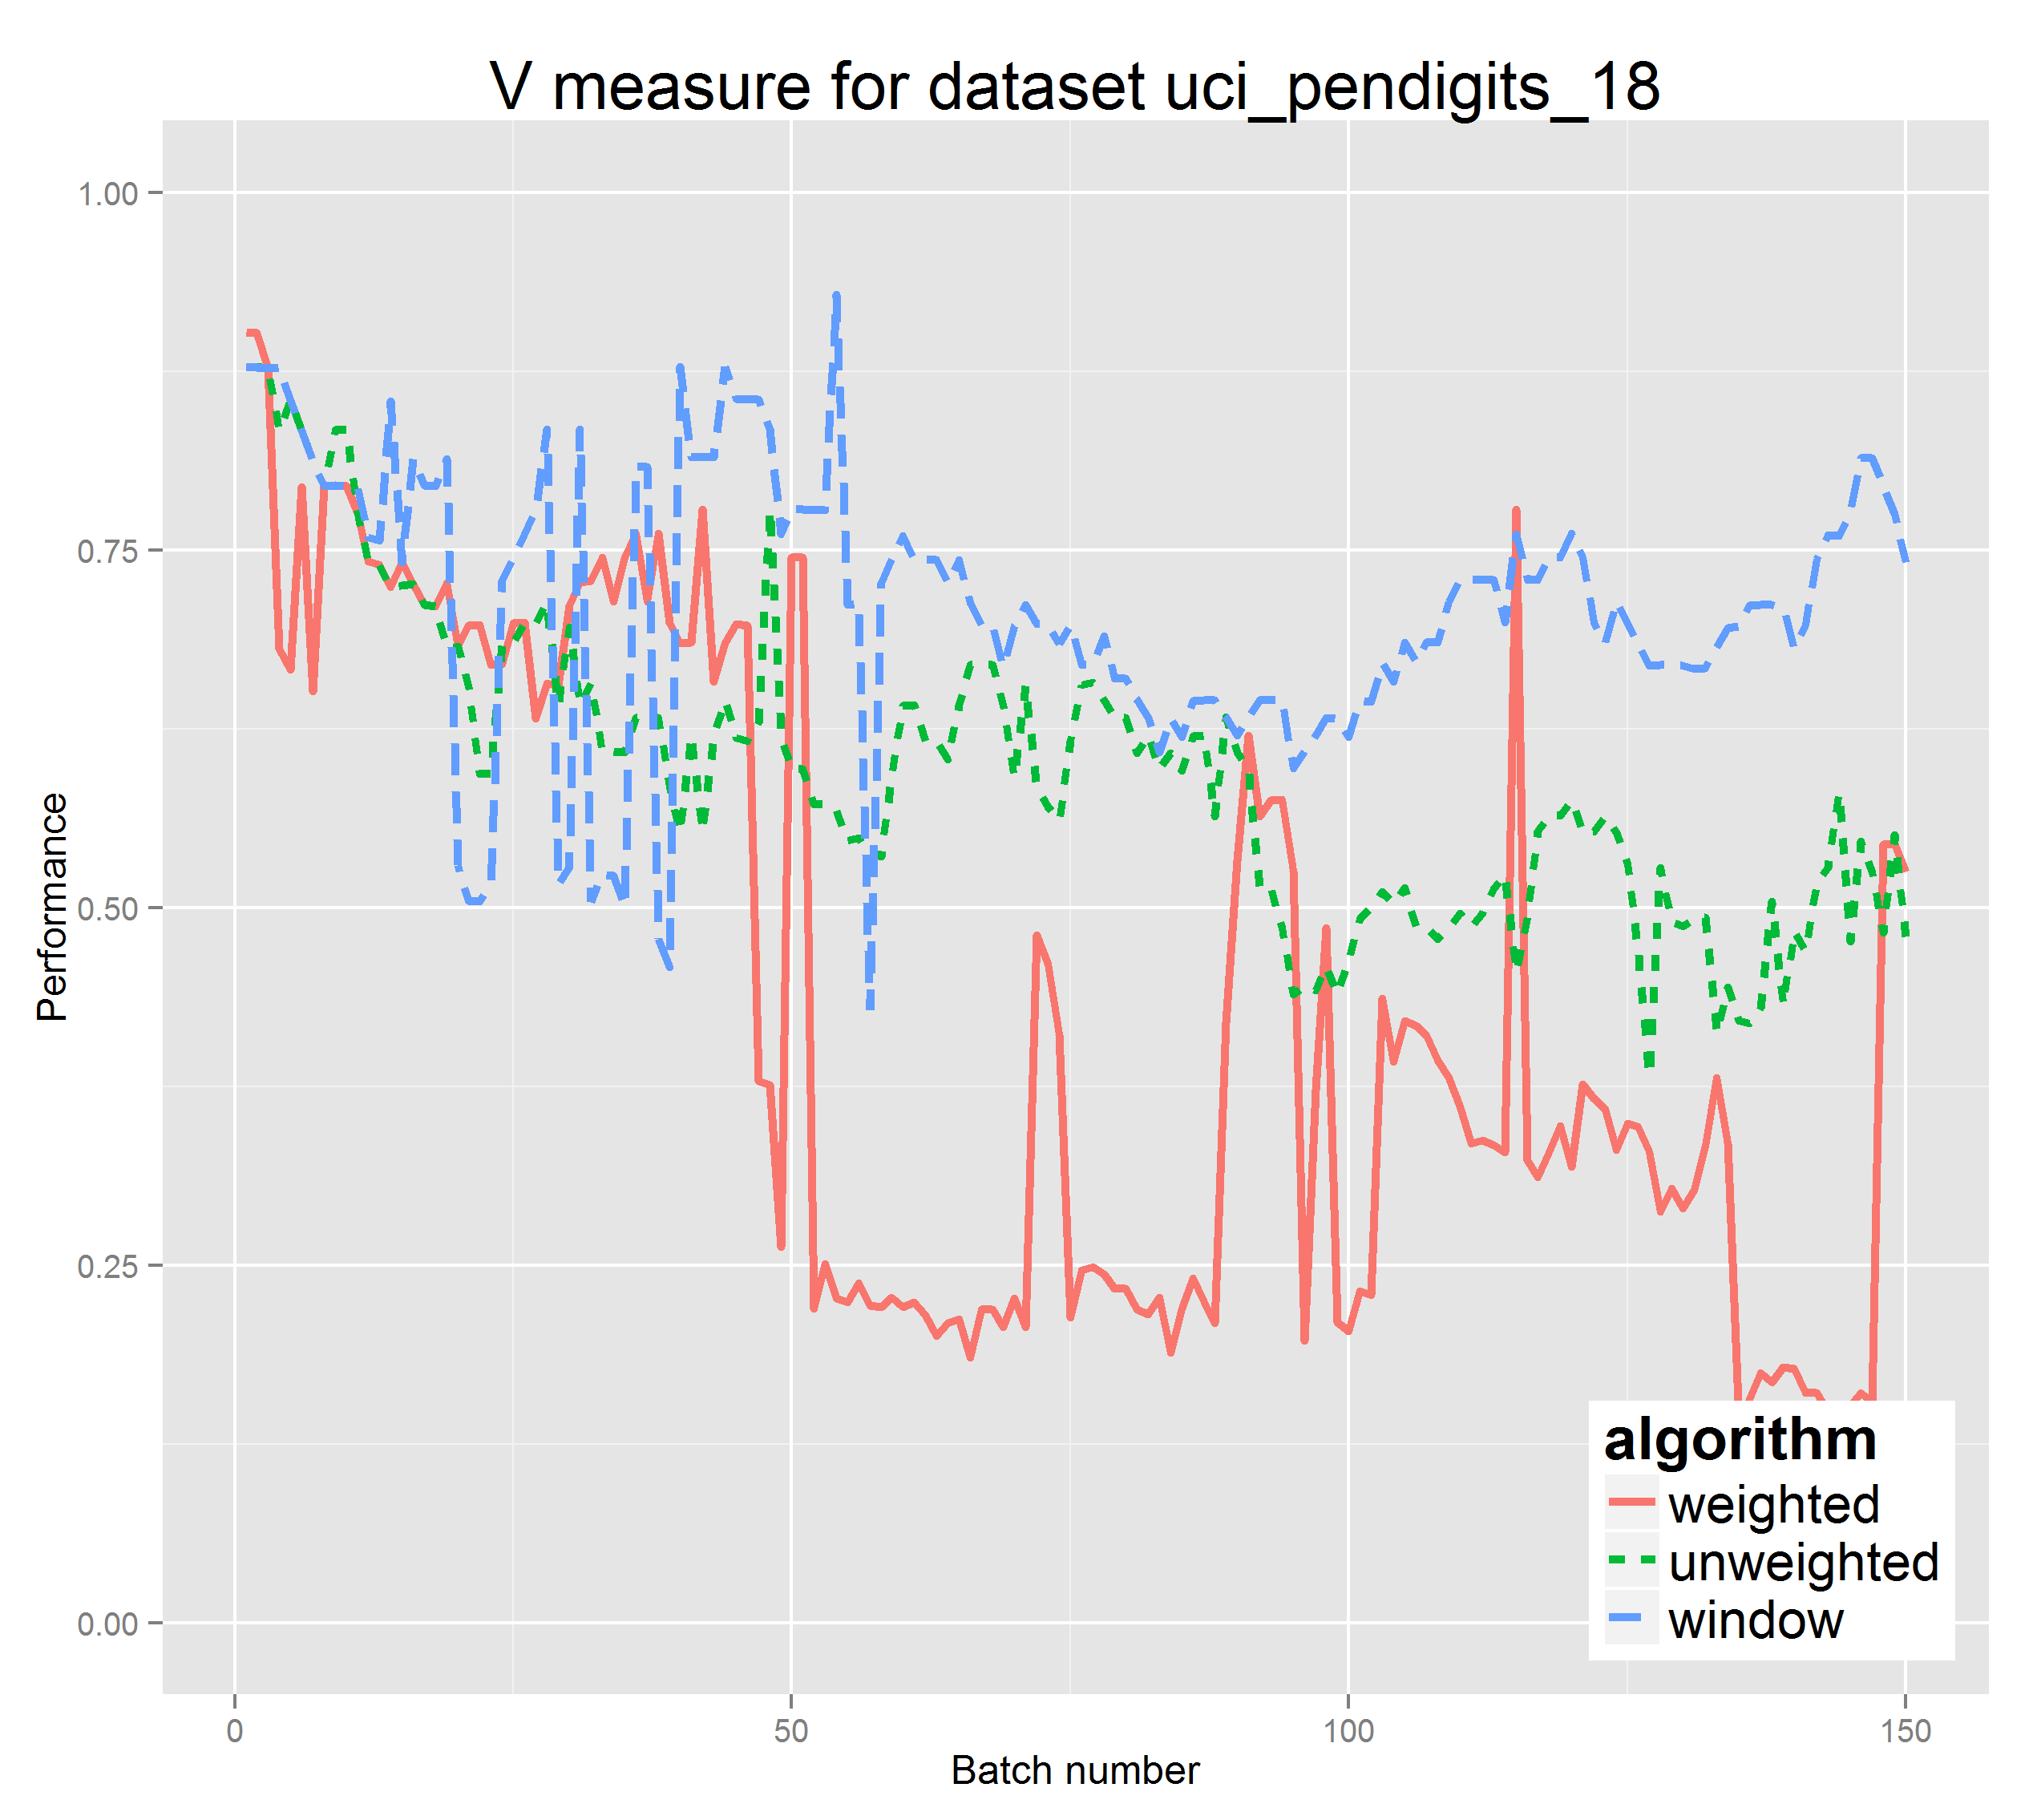 V measure for dataset uci_pendigits_18
1.00
0.75
0.50
0.25
0.00
Performance
0
50
100
150
Batch number
algorithm
weighted
unweighted
window